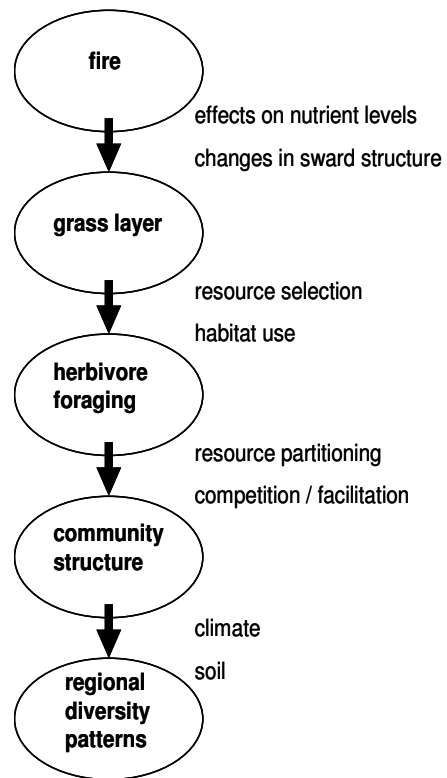 fire
effects on nutrient levels
changes in sward structure
grass layer
resource selection
habitat use
herbivore
foraging
resource partitioning
competition / facilitation
community
structure
climate
soil
regional
diversity
patterns